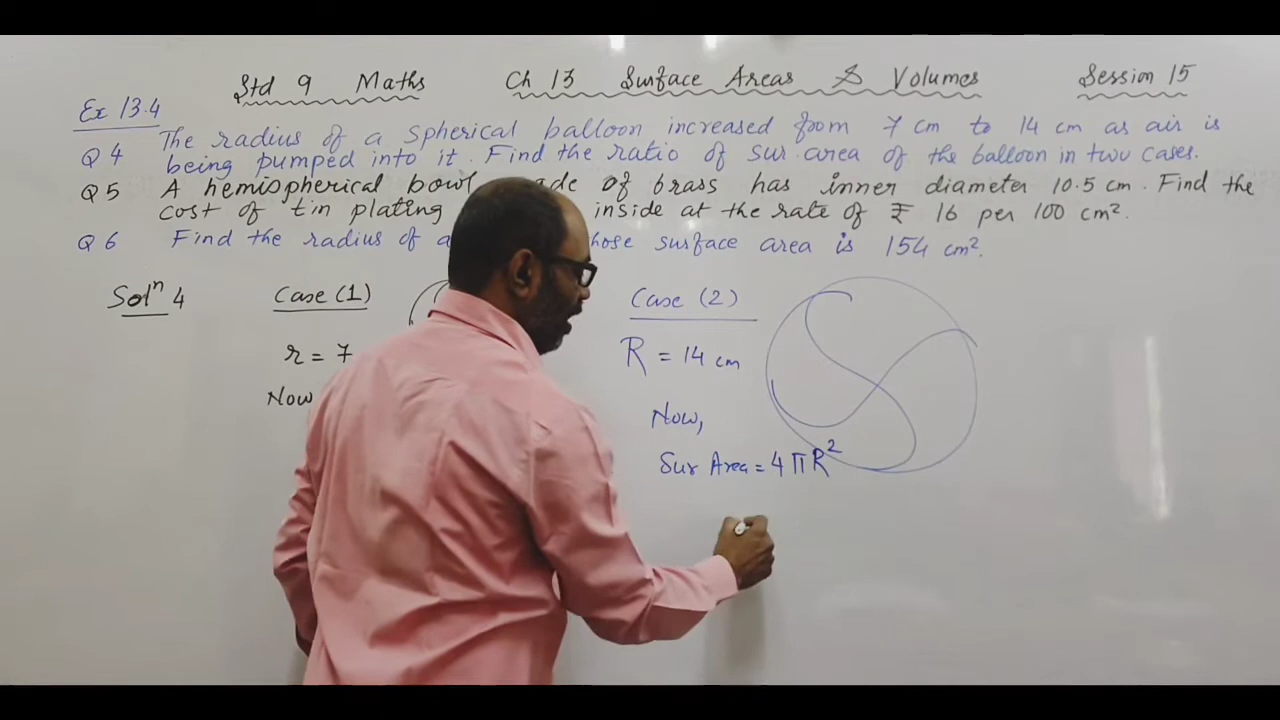 Std 9 Maths Ch 13 Surface Areas & Volumes Session 15
Ex 13.4
Q 4 The radius of a spherical balloon increased from 7 cm to 14 cm as air is
being pumped into it. Find the ratio of sur. area of the balloon in two cases.
Q 5 A hemispherical bowl of brass has inner diameter 10.5 cm. Find the
cost of tin plating inside at the rate of ₹ 16 per 100 cm².
Q 6 Find the radius of a surface area is 154 cm².
Solⁿ 4 Case (1) Case (2)
r = 7 R = 14 cm
Now Now,
Sur Area = 4πR²